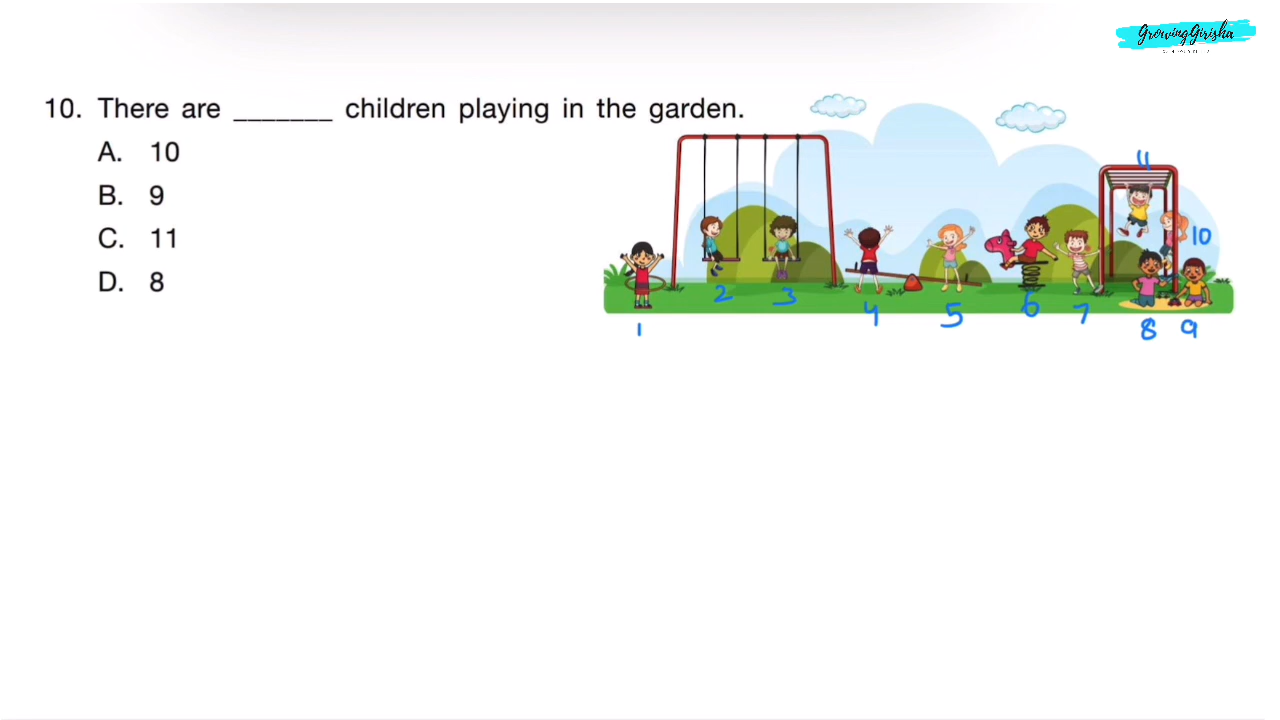 GrowingGirisha
10. There are _______ children playing in the garden.
A. 10
B. 9
C. 11
D. 8
11
10
2 3
4 5 6 7
1 8 9